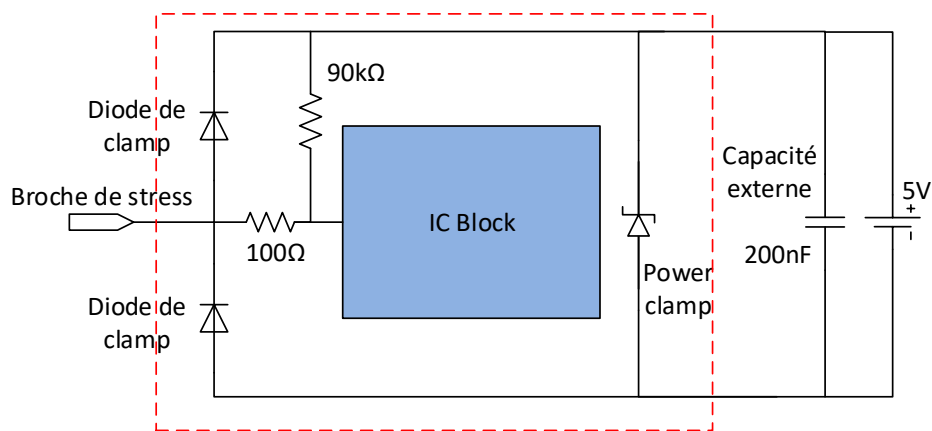 90kΩ
Diode de
clamp
Broche de stress
100Ω
IC Block
Diode de
clamp
Power
clamp
Capacité
externe
200nF
5V
+
-